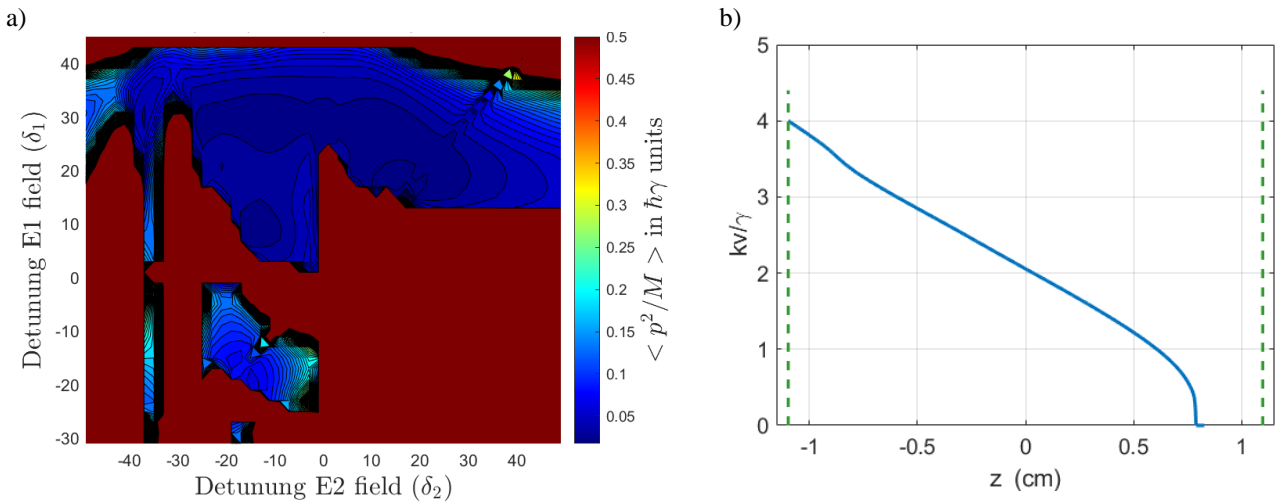 a)
40
30
20
10
0
-10
-20
-30
Detunung E1 field (δ₁)
-40 -30 -20 -10 0 10 20 30 40
Detunung E2 field (δ₂)
0.5
0.45
0.4
0.35
0.3
0.25
0.2
0.15
0.1
0.05
< p²/M > in ℏγ units
b)
5
4
3
2
1
0
kv/γ
-1 -0.5 0 0.5 1
z (cm)